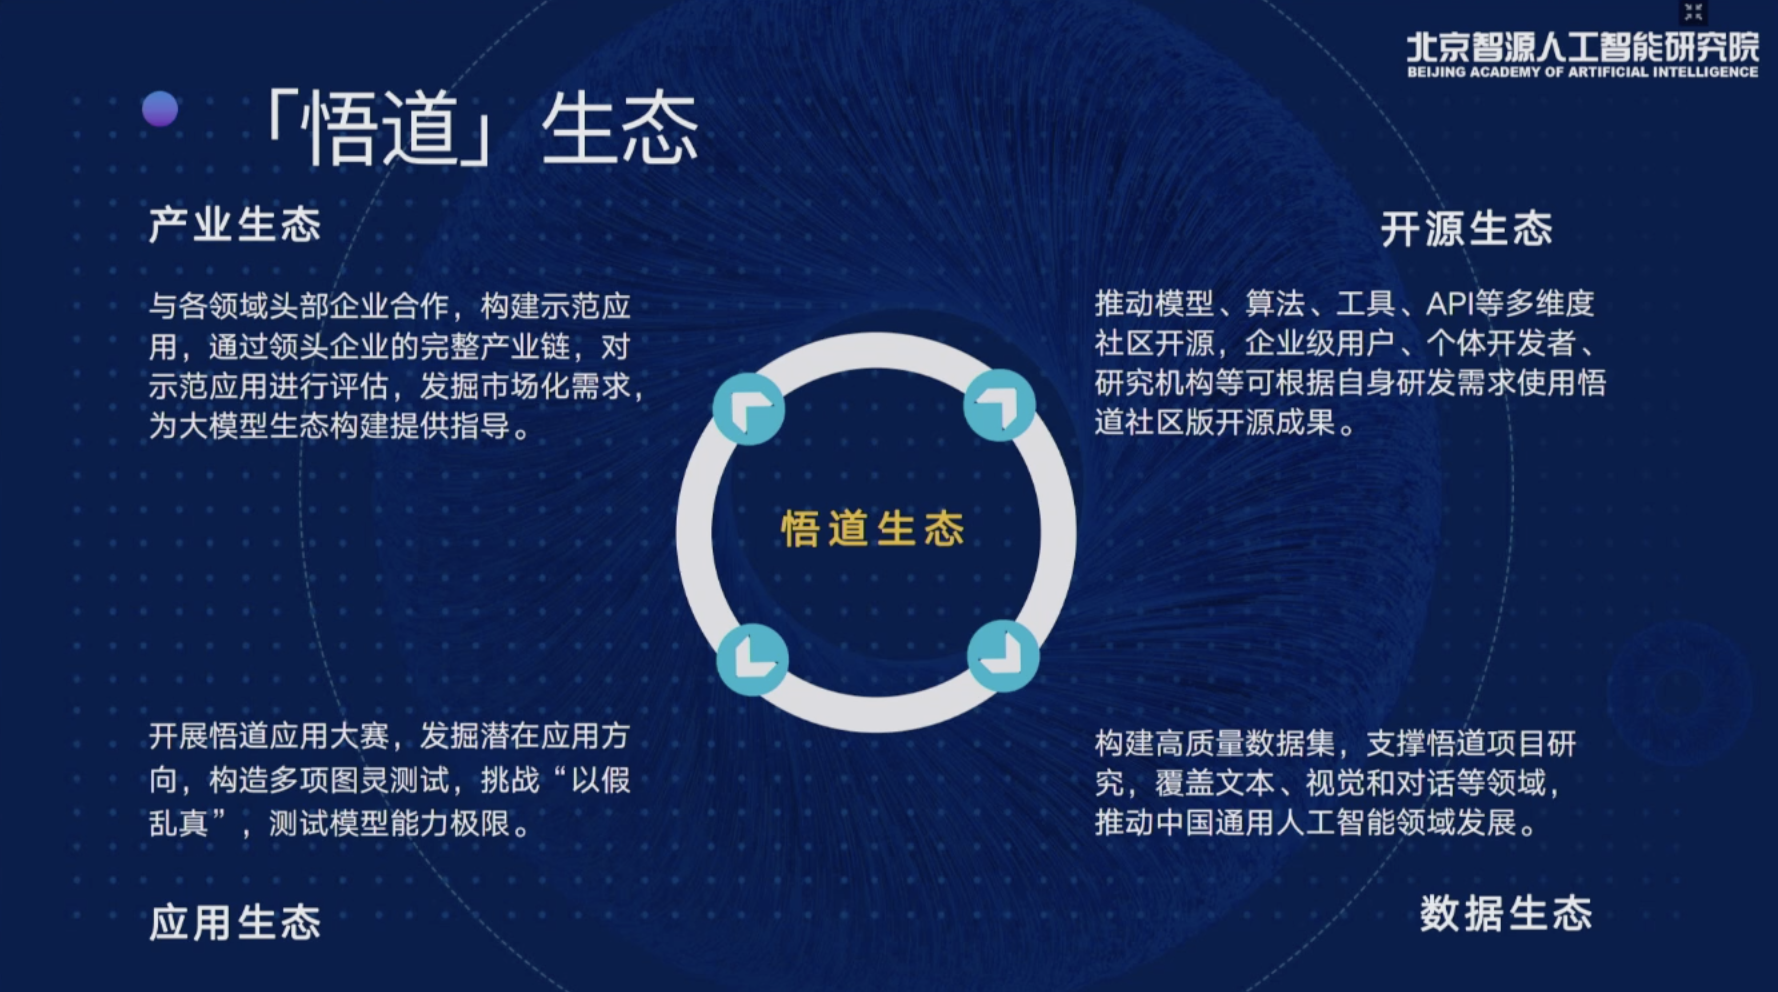 北京智源人工智能研究院
BEIJING ACADEMY OF ARTIFICIAL INTELLIGENCE
「悟道」生态
产业生态
与各领域头部企业合作，构建示范应
用，通过领头企业的完整产业链，对
示范应用进行评估，发掘市场化需求，
为大模型生态构建提供指导。
开源生态
推动模型、算法、工具、API等多维度
社区开源，企业级用户、个体开发者、
研究机构等可根据自身研发需求使用悟
道社区版开源成果。
悟道生态
开展悟道应用大赛，发掘潜在应用方
向，构造多项图灵测试，挑战“以假
乱真”，测试模型能力极限。
应用生态
构建高质量数据集，支撑悟道项目研
究，覆盖文本、视觉和对话等领域，
推动中国通用人工智能领域发展。
数据生态